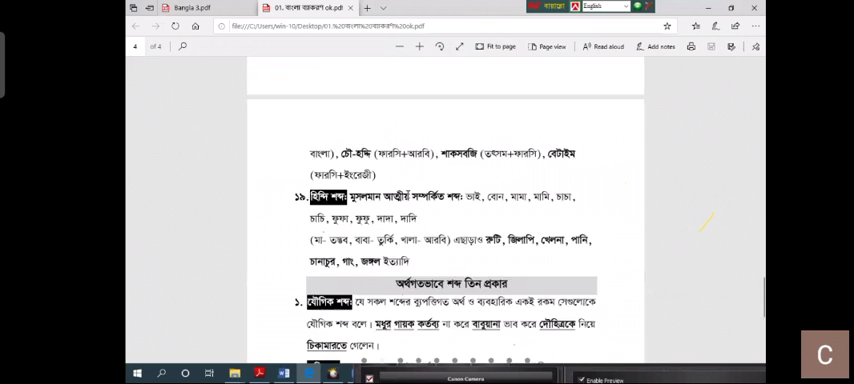 Bangla 3.pdf
01. বাংলা ব্যাকরণ ok.pdf
English
file:///C:/Users/win-10/Desktop/01.%20বাংলা%20ব্যাকরণ%20ok.pdf
4 of 4
Fit to page
Page view
Read aloud
Add notes
বাংলা), চৌ-হদ্দি (ফারসি+আরবি), শাকসবজি (তৎসম+ফারসি), বেটাইম
(ফারসি+ইংরেজী)
১৯. হিন্দি শব্দ: মুসলমান আত্মীয় সম্পর্কিত শব্দ: ভাই, বোন, মামা, মামি, চাচা,
চাচি, ফুফা, ফুফু, দাদা, দাদি
(মা- তদ্ভব, বাবা- তুর্কি, খালা- আরবি) এছাড়াও রুটি, জিলাপি, খেলনা, পানি,
চানাচুর, গাং, জঙ্গল ইত্যাদি
অর্থগতভাবে শব্দ তিন প্রকার
১. যৌগিক শব্দ: যে সকল শব্দের ব্যুপত্তিগত অর্থ ও ব্যবহারিক একই রকম সেগুলোকে
যৌগিক শব্দ বলে। মধুর গায়ক কর্তব্য না করে বাবুয়ানা ভাব করে দৌহিত্রকে নিয়ে
চিকামারতে গেলেন।
Canon Camera
Enable Preview
C